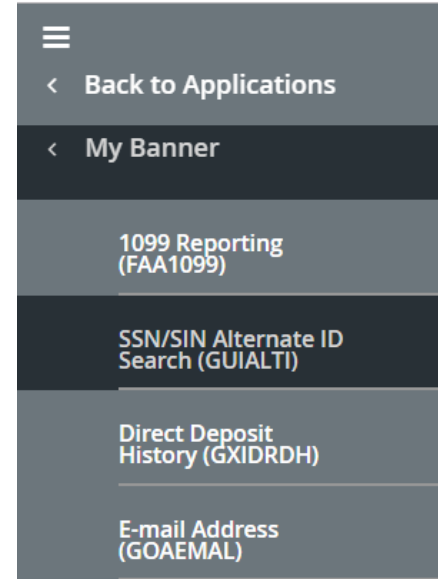 Back to Applications
My Banner
1099 Reporting
(FAA1099)
SSN/SIN Alternate ID
Search (GUIALTI)
Direct Deposit
History (GXIDRDH)
E-mail Address
(GOAEMAL)